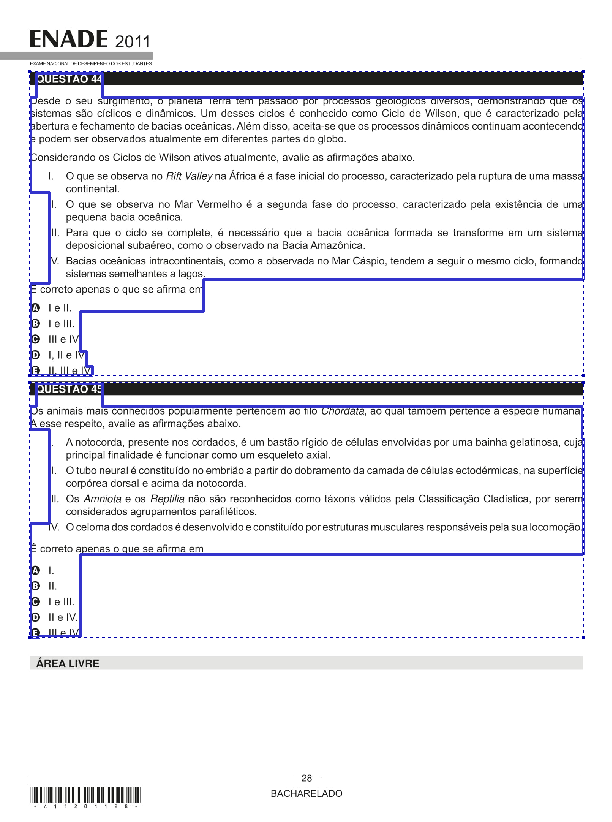 ENADE 2011
EXAME NACIONAL DE DESEMPENHO DOS ESTUDANTES
QUESTÃO 44
Desde o seu surgimento, o planeta Terra tem passado por processos geológicos diversos, demonstrando que os
sistemas são cíclicos e dinâmicos. Um desses ciclos é conhecido como Ciclo de Wilson, que é caracterizado pela
abertura e fechamento de bacias oceânicas. Além disso, aceita-se que os processos dinâmicos continuam acontecendo
e podem ser observados atualmente em diferentes partes do globo.
Considerando os Ciclos de Wilson ativos atualmente, avalie as afirmações abaixo.
I. O que se observa no Rift Valley na África é a fase inicial do processo, caracterizado pela ruptura de uma massa
continental.
II. O que se observa no Mar Vermelho é a segunda fase do processo, caracterizado pela existência de uma
pequena bacia oceânica.
III. Para que o ciclo se complete, é necessário que a bacia oceânica formada se transforme em um sistema
deposicional subaéreo, como o observado na Bacia Amazônica.
IV. Bacias oceânicas intracontinentais, como a observada no Mar Cáspio, tendem a seguir o mesmo ciclo, formando
sistemas semelhantes a lagos.
É correto apenas o que se afirma em
A I e II.
B I e III.
C III e IV.
D I, II e IV.
E II, III e IV.
QUESTÃO 45
Os animais mais conhecidos popularmente pertencem ao filo Chordata, ao qual também pertence a espécie humana.
A esse respeito, avalie as afirmações abaixo.
I. A notocorda, presente nos cordados, é um bastão rígido de células envolvidas por uma bainha gelatinosa, cuja
principal finalidade é funcionar como um esqueleto axial.
II. O tubo neural é constituído no embrião a partir do dobramento da camada de células ectodérmicas, na superfície
corpórea dorsal e acima da notocorda.
III. Os Amniota e os Reptilia não são reconhecidos como táxons válidos pela Classificação Cladística, por serem
considerados agrupamentos parafiléticos.
IV. O celoma dos cordados é desenvolvido e constituído por estruturas musculares responsáveis pela sua locomoção.
É correto apenas o que se afirma em
A I.
B II.
C I e III.
D II e IV.
E III e IV.
ÁREA LIVRE
28
BACHARELADO